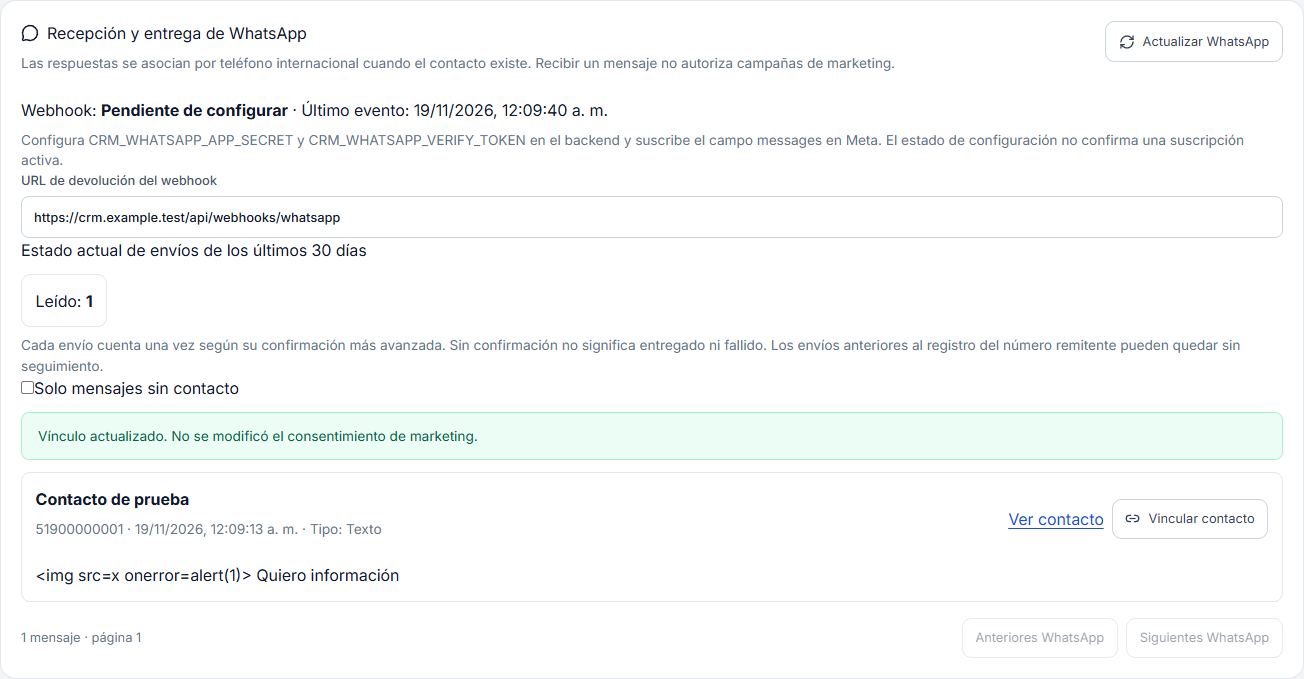 Recepción y entrega de WhatsApp
Actualizar WhatsApp
Las respuestas se asocian por teléfono internacional cuando el contacto existe. Recibir un mensaje no autoriza campañas de marketing.
Webhook: Pendiente de configurar · Último evento: 19/11/2026, 12:09:40 a. m.
Configura CRM_WHATSAPP_APP_SECRET y CRM_WHATSAPP_VERIFY_TOKEN en el backend y suscribe el campo messages en Meta. El estado de configuración no confirma una suscripción
activa.
URL de devolución del webhook
https://crm.example.test/api/webhooks/whatsapp
Estado actual de envíos de los últimos 30 días
Leído: 1
Cada envío cuenta una vez según su confirmación más avanzada. Sin confirmación no significa entregado ni fallido. Los envíos anteriores al registro del número remitente pueden quedar sin
seguimiento.
Solo mensajes sin contacto
Vínculo actualizado. No se modificó el consentimiento de marketing.
Contacto de prueba
51900000001 · 19/11/2026, 12:09:13 a. m. · Tipo: Texto
Ver contacto
Vincular contacto
<img src=x onerror=alert(1)> Quiero información
1 mensaje · página 1
Anteriores WhatsApp
Siguientes WhatsApp